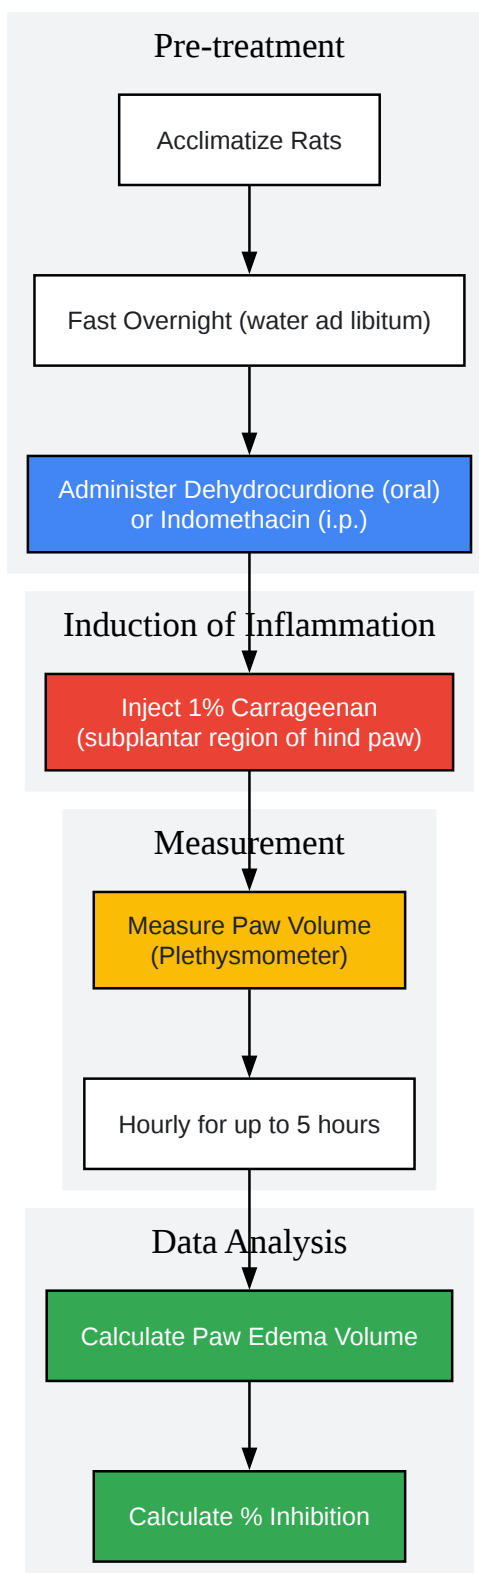 Pre-treatment
Acclimatize Rats
Fast Overnight (water ad libitum)
Administer Dehydrocurdione (oral)
or Indomethacin (i.p.)
Induction of Inflammation
Inject 1% Carrageenan
(subplantar region of hind paw)
Measurement
Measure Paw Volume
(Plethysmometer)
Hourly for up to 5 hours
Data Analysis
Calculate Paw Edema Volume
Calculate % Inhibition